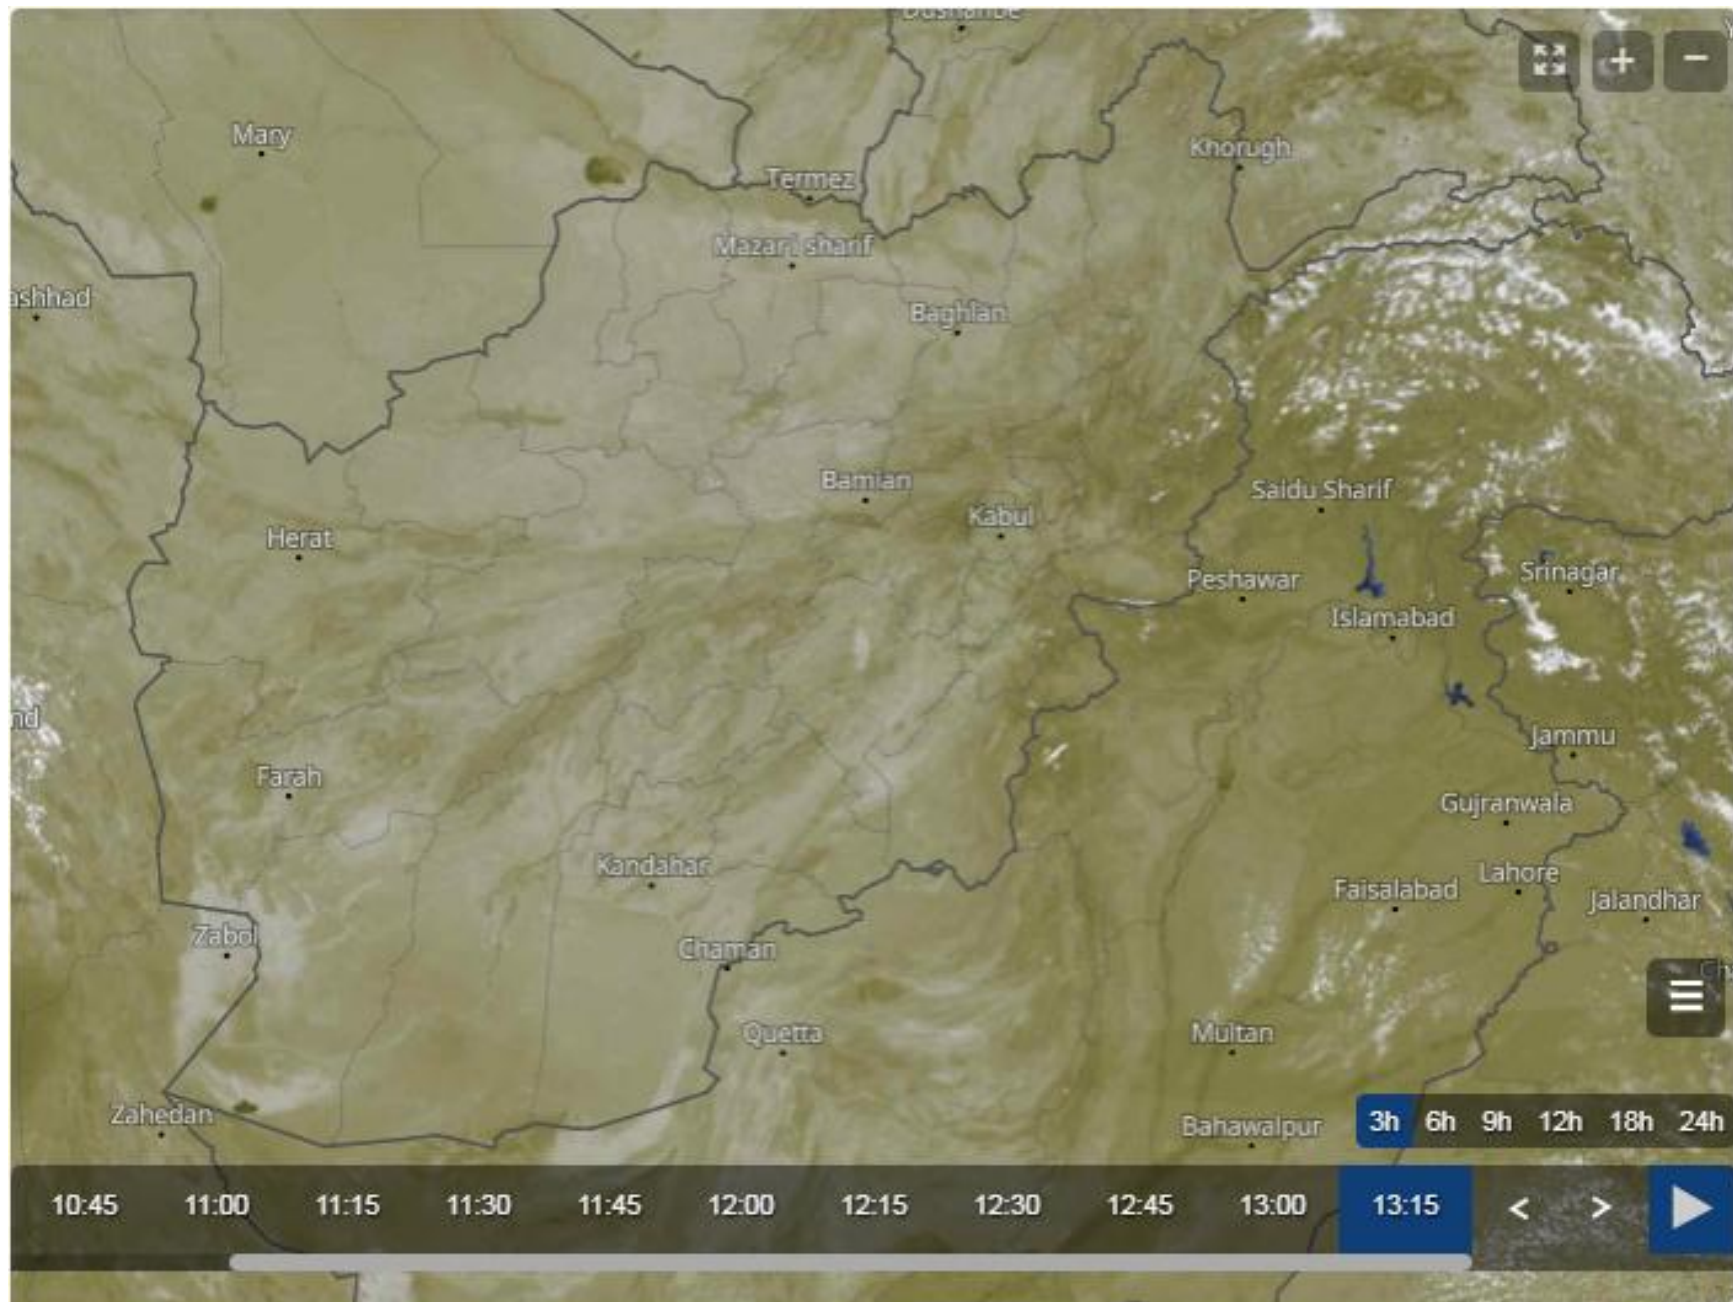 Dushanbe
+
−
Mary
Khorugh
Termez
Mazar-i sharif
ashhad
Baghlan
Bamian
Saidu Sharif
Kabul
Herat
Srinagar
Peshawar
Islamabad
nd
Jammu
Farah
Gujranwala
Kandahar
Lahore
Faisalabad
Jalandhar
Zabol
Chaman
Ch
Quetta
Multan
Zahedan
Bahawalpur
3h 6h 9h 12h 18h 24h
10:45 11:00 11:15 11:30 11:45 12:00 12:15 12:30 12:45 13:00 13:15 < >